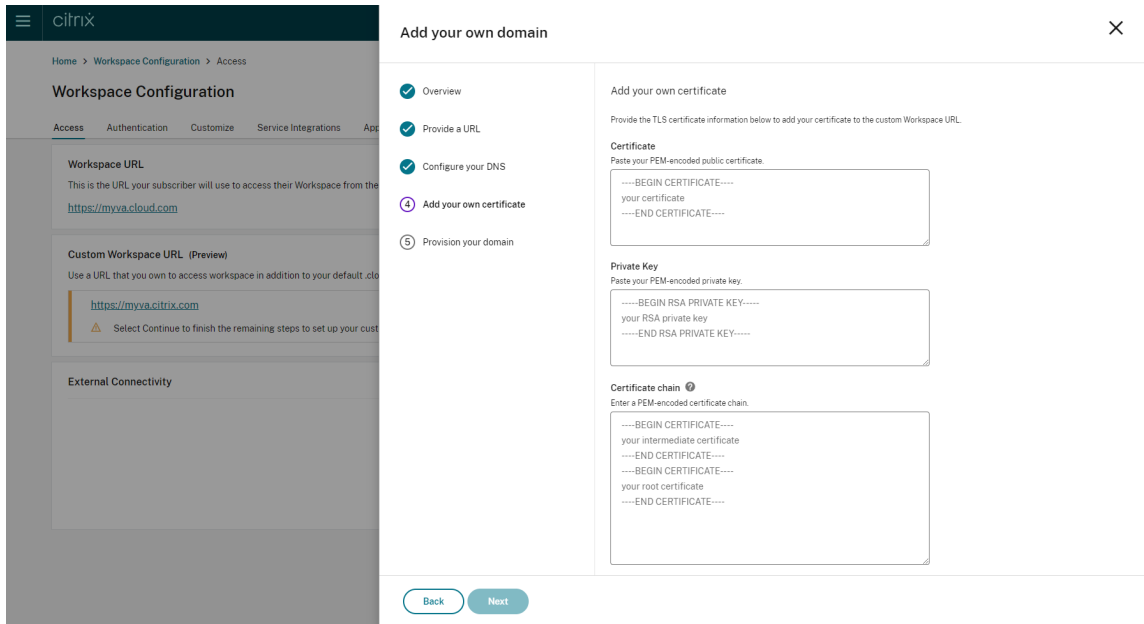 citrix
Home > Workspace Configuration > Access
Workspace Configuration
Access Authentication Customize Service Integrations App
Workspace URL
This is the URL your subscriber will use to access their Workspace from the
https://myva.cloud.com
Custom Workspace URL (Preview)
Use a URL that you own to access workspace in addition to your default .clo
https://myva.citrix.com
Select Continue to finish the remaining steps to set up your cust
External Connectivity
Add your own domain
Overview
Provide a URL
Configure your DNS
4 Add your own certificate
5 Provision your domain
Add your own certificate
Provide the TLS certificate information below to add your certificate to the custom Workspace URL.
Certificate
Paste your PEM-encoded public certificate.
----BEGIN CERTIFICATE----
your certificate
----END CERTIFICATE----
Private Key
Paste your PEM-encoded private key.
-----BEGIN RSA PRIVATE KEY-----
your RSA private key
-----END RSA PRIVATE KEY-----
Certificate chain ?
Enter a PEM-encoded certificate chain.
----BEGIN CERTIFICATE----
your intermediate certificate
----END CERTIFICATE----
----BEGIN CERTIFICATE----
your root certificate
----END CERTIFICATE----
Back Next